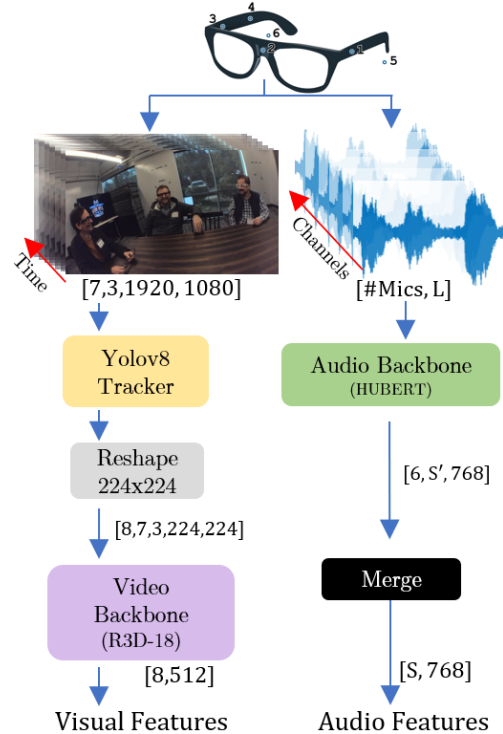 4
3
6
2
1
5
Time
Channels
[7,3,1920, 1080]
[#Mics, L]
Yolov8
Tracker
Audio Backbone
(HUBERT)
Reshape
224x224
[6, S′, 768]
[8,7,3,224,224]
Video
Backbone
(R3D-18)
Merge
[8,512]
[S, 768]
Visual Features
Audio Features